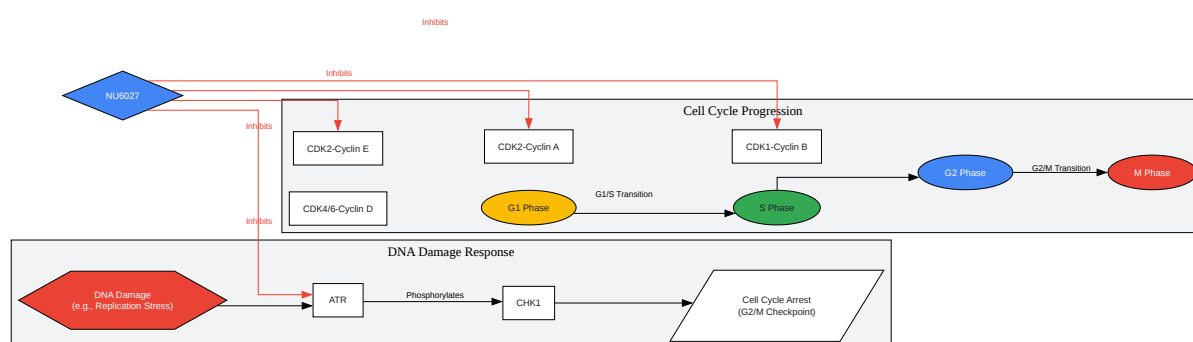 Inhibits
Inhibits
NU6027
Cell Cycle Progression
Inhibits
CDK2-Cyclin E
CDK2-Cyclin A
CDK1-Cyclin B
G2 Phase
G2/M Transition
M Phase
CDK4/6-Cyclin D
G1 Phase
G1/S Transition
S Phase
Inhibits
DNA Damage Response
DNA Damage
(e.g., Replication Stress)
ATR
Phosphorylates
CHK1
Cell Cycle Arrest
(G2/M Checkpoint)